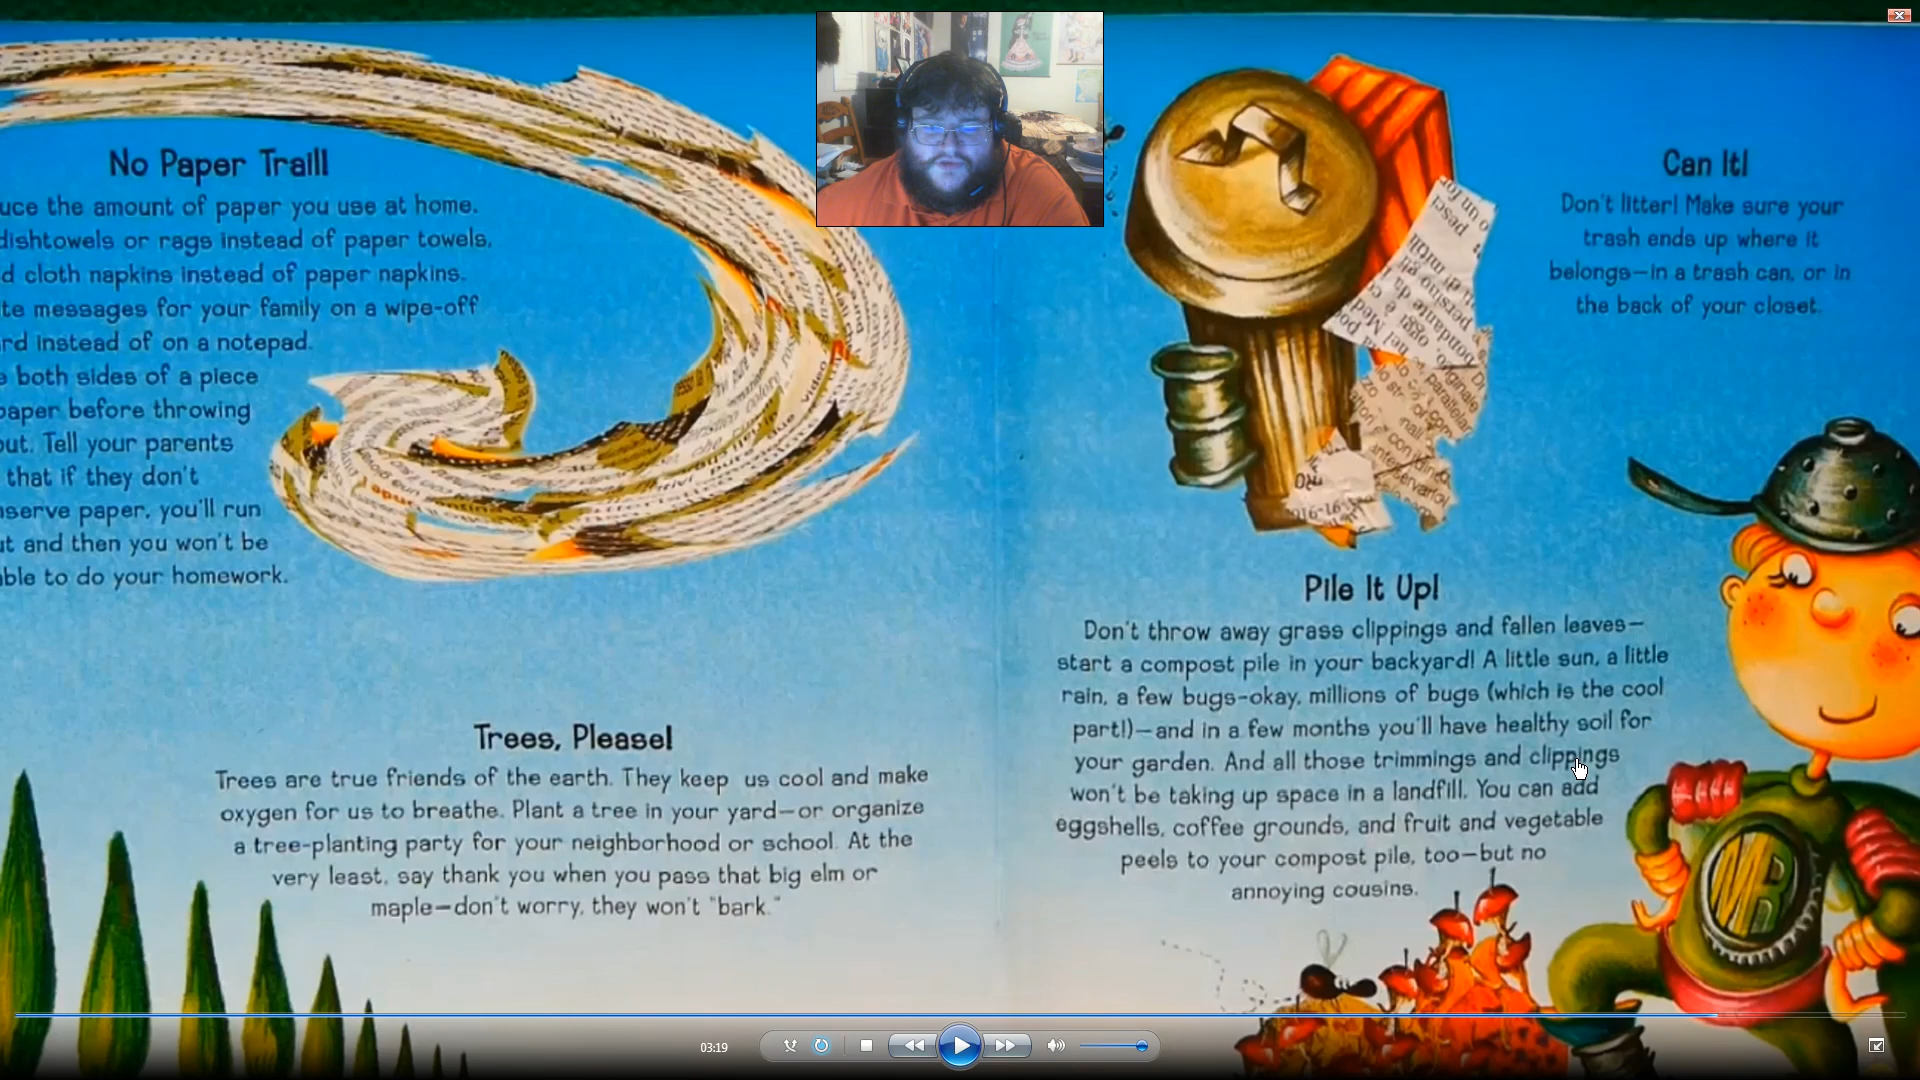 No Paper Trail!
uce the amount of paper you use at home.
dishtowels or rags instead of paper towels,
d cloth napkins instead of paper napkins.
te messages for your family on a wipe-off
rd instead of on a notepad.
both sides of a piece
paper before throwing
out. Tell your parents
that if they don't
nserve paper, you'll run
ut and then you won't be
able to do your homework.
Trees, Please!
Trees are true friends of the earth. They keep us cool and make
oxygen for us to breathe. Plant a tree in your yard—or organize
a tree-planting party for your neighborhood or school. At the
very least, say thank you when you pass that big elm or
maple—don't worry, they won't "bark."
Can It!
Don't litter! Make sure your
trash ends up where it
belongs—in a trash can, or in
the back of your closet.
Pile It Up!
Don't throw away grass clippings and fallen leaves—
start a compost pile in your backyard! A little sun, a little
rain, a few bugs-okay, millions of bugs (which is the cool
part!)—and in a few months you'll have healthy soil for
your garden. And all those trimmings and clippings
won't be taking up space in a landfill. You can add
eggshells, coffee grounds, and fruit and vegetable
peels to your compost pile, too—but no
annoying cousins.
MR
03:19